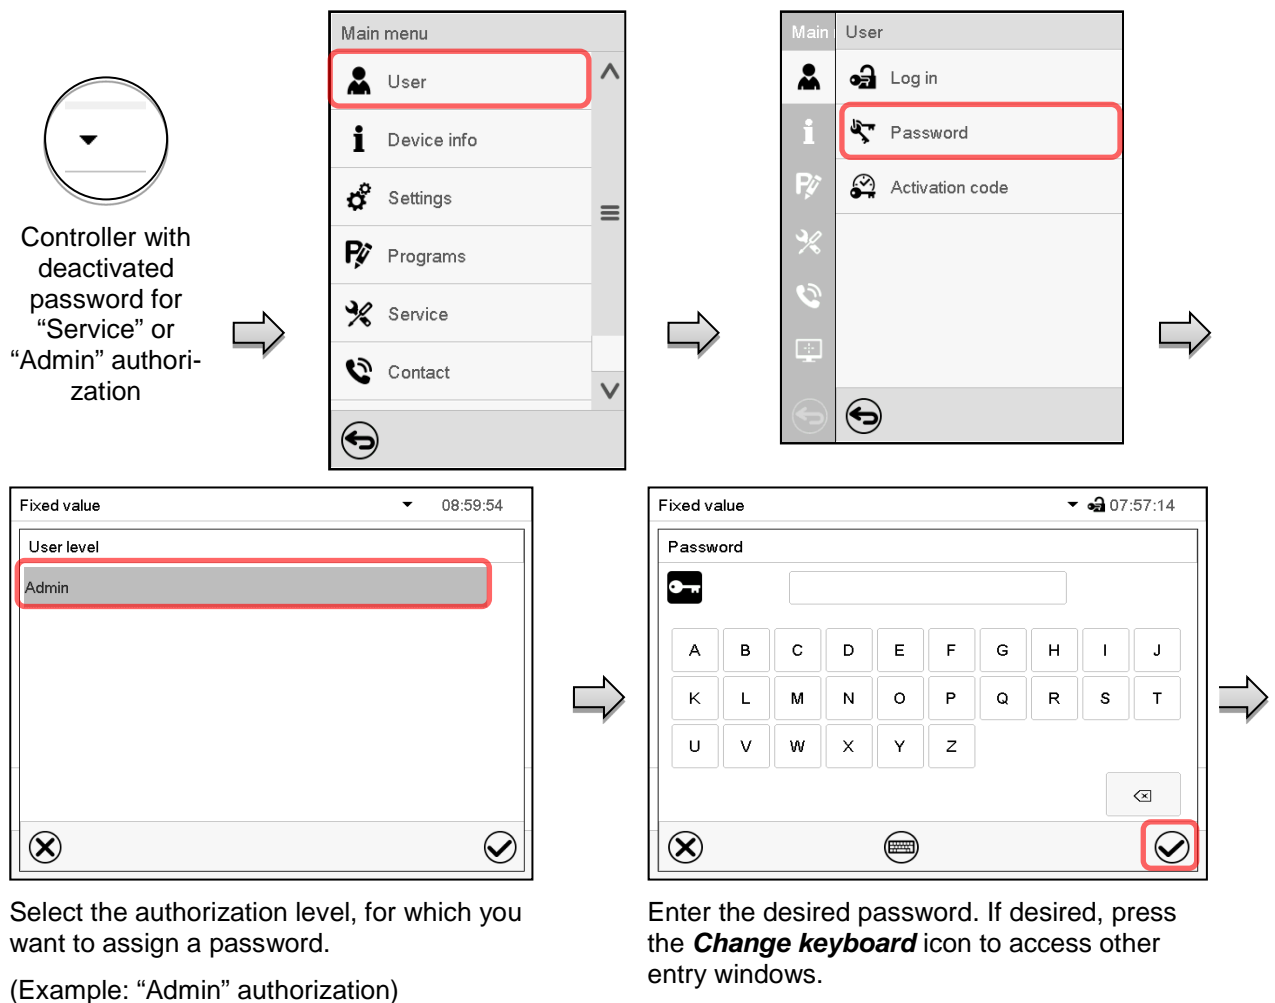 Controller with
deactivated
password for
“Service” or
“Admin” authori-
zation
Main menu
User
Device info
Settings
Programs
Service
Contact
Main
User
Log in
Password
Activation code
Fixed value
08:59:54
User level
Admin
Select the authorization level, for which you
want to assign a password.
(Example: “Admin” authorization)
Fixed value
07:57:14
Password
A B C D E F G H I J
K L M N O P Q R S T
U V W X Y Z
Enter the desired password. If desired, press
the Change keyboard icon to access other
entry windows.